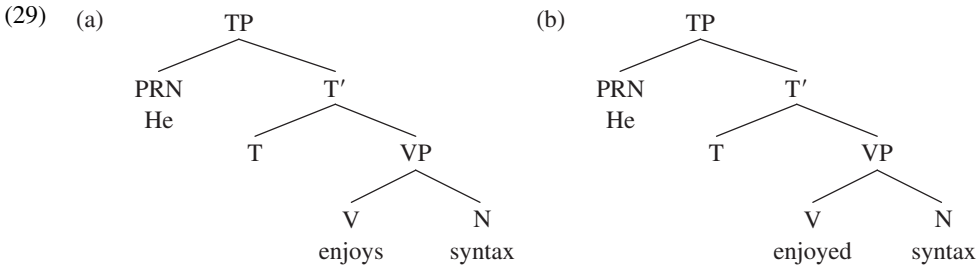 (29) (a) TP (b) TP
PRN T′ PRN T′
He He
T VP T VP
V N V N
enjoys syntax enjoyed syntax